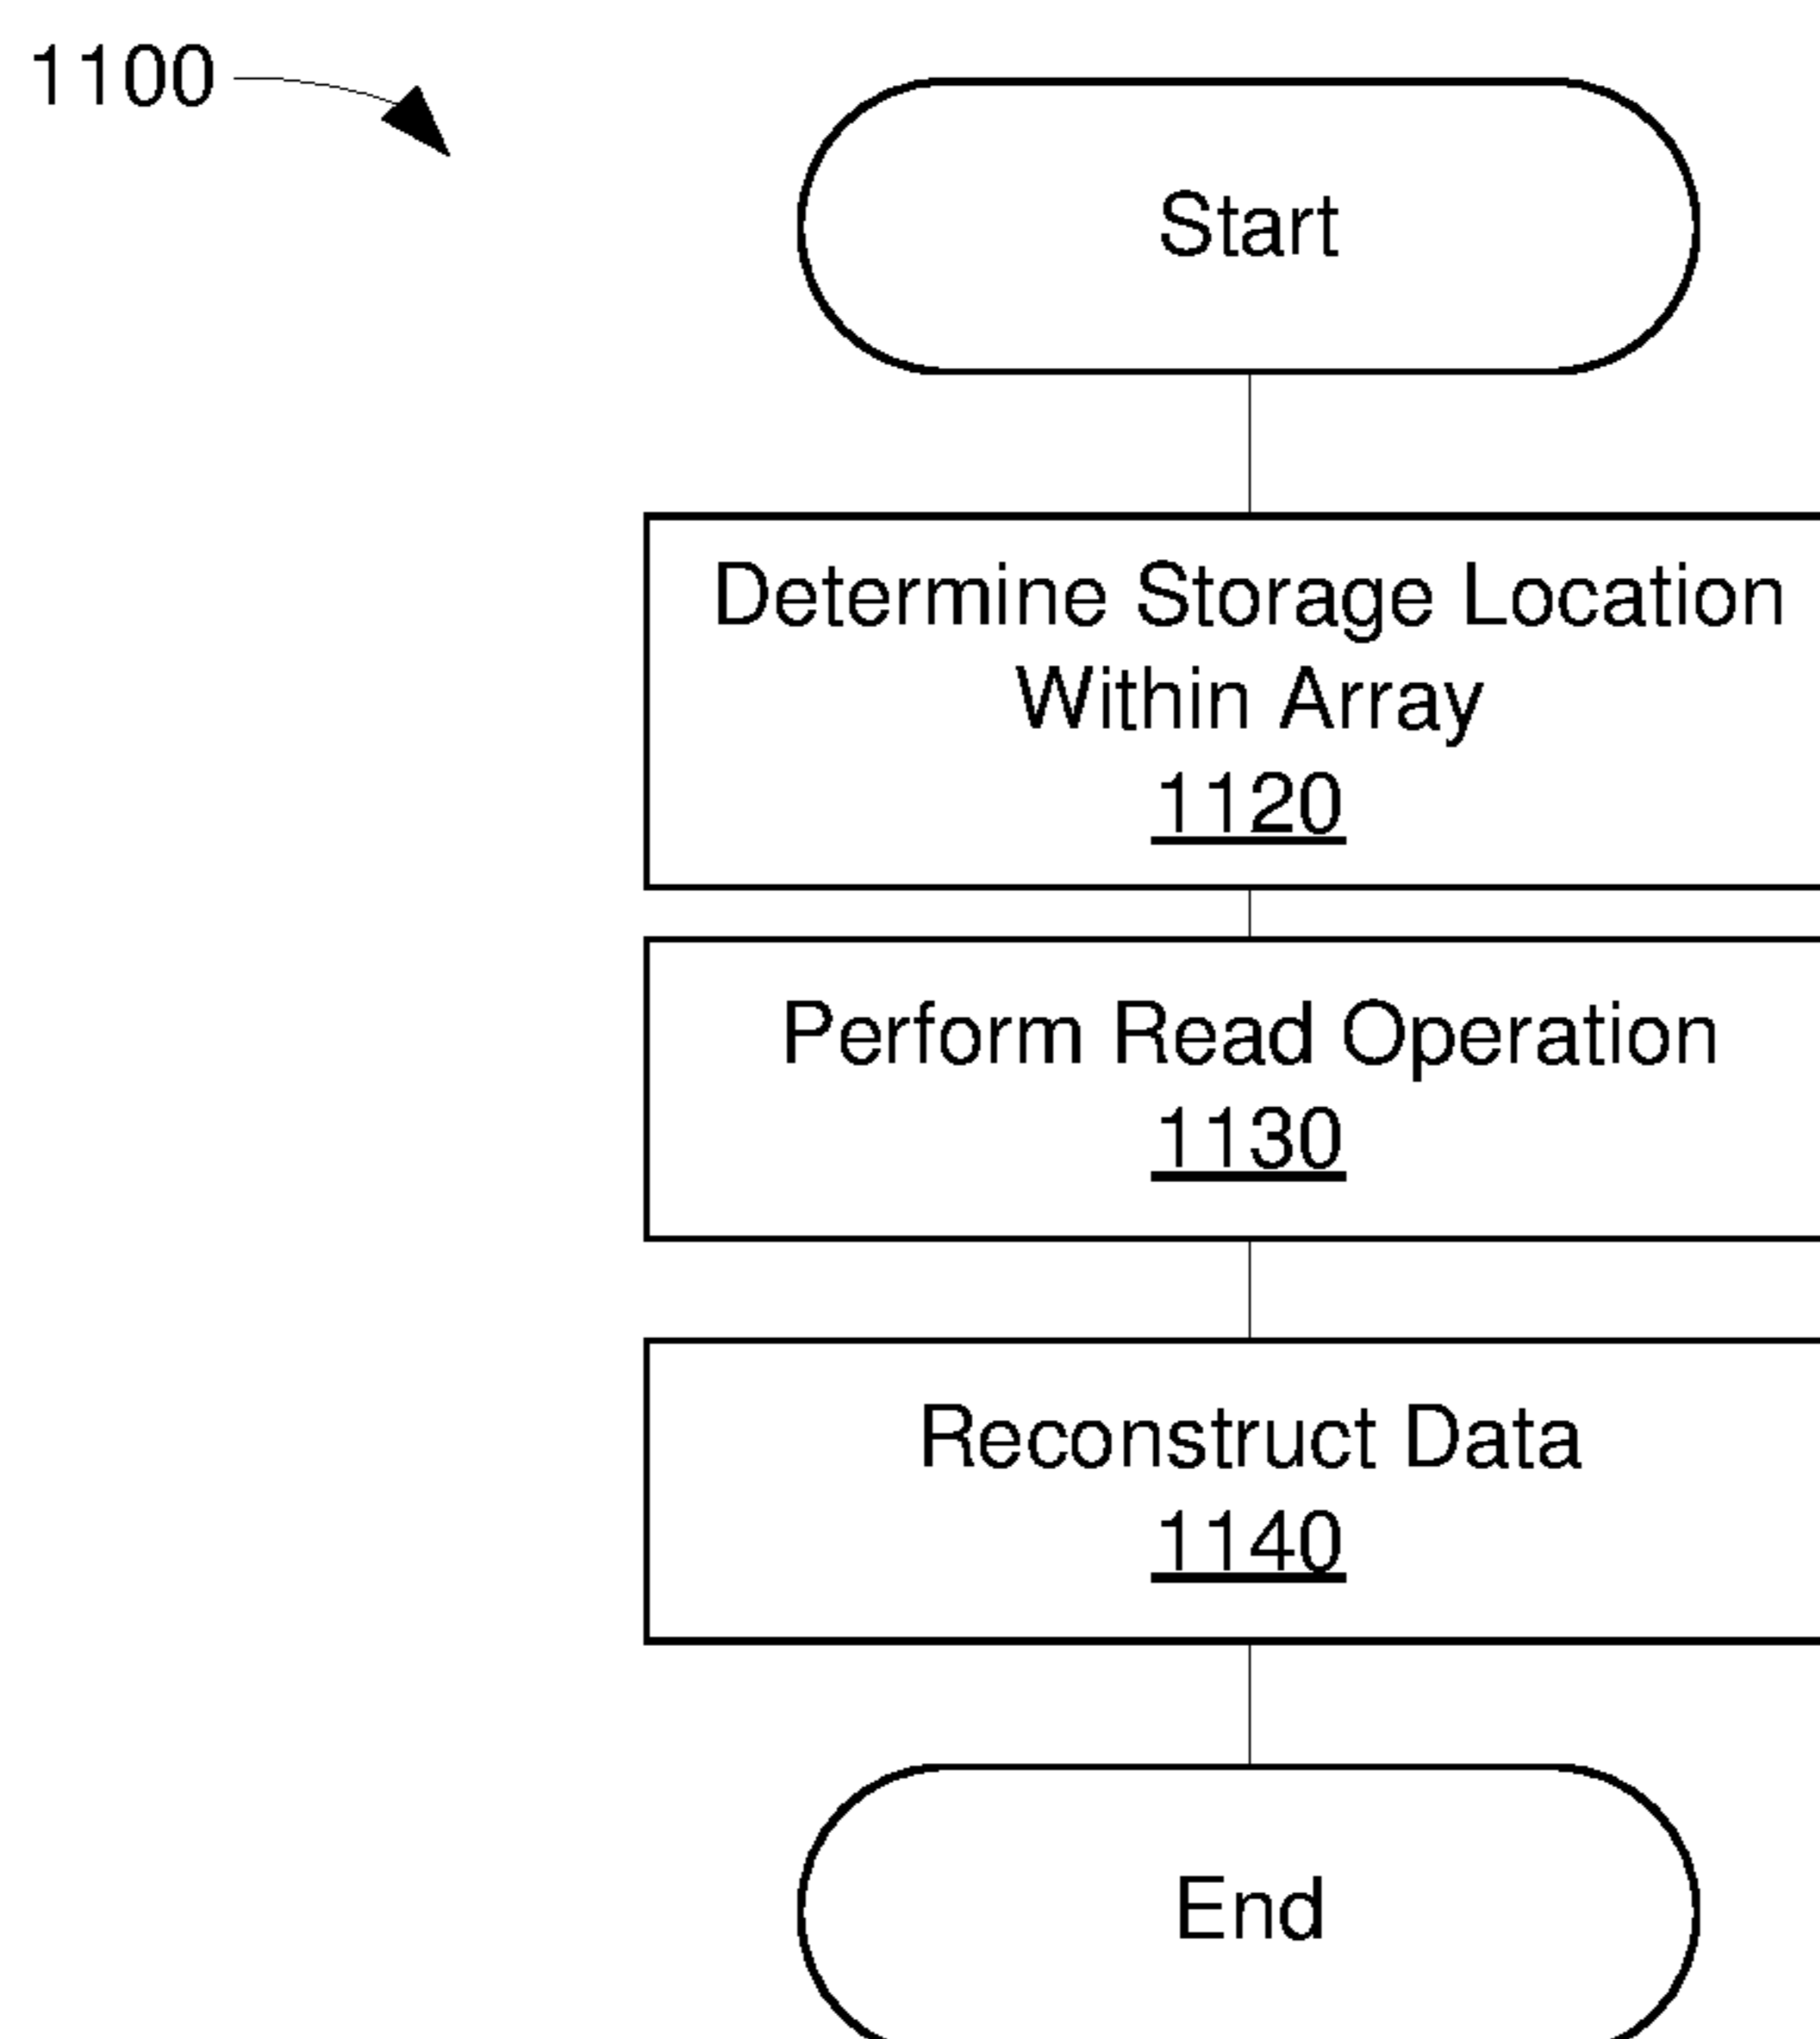 1100
Start
Determine Storage Location
Within Array
1120
Perform Read Operation
1130
Reconstruct Data
1140
End